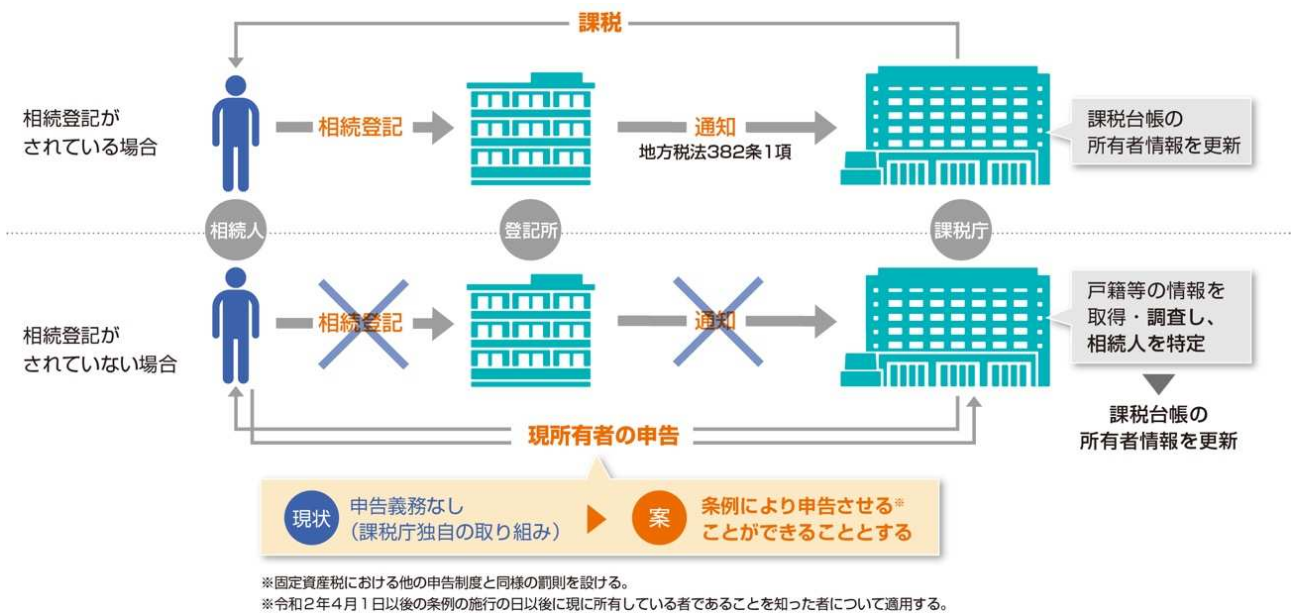 課税
相続登記が
されている場合
相続登記
通知
地方税法382条1項
課税台帳の
所有者情報を更新
相続人
登記所
課税庁
相続登記が
されていない場合
相続登記
通知
戸籍等の情報を
取得・調査し、
相続人を特定
課税台帳の
所有者情報を更新
現所有者の申告
現状
申告義務なし
（課税庁独自の取り組み）
案
条例により申告させる※
ことができることとする
※固定資産税における他の申告制度と同様の罰則を設ける。
※令和2年4月1日以後の条例の施行の日以後に現に所有している者であることを知った者について適用する。